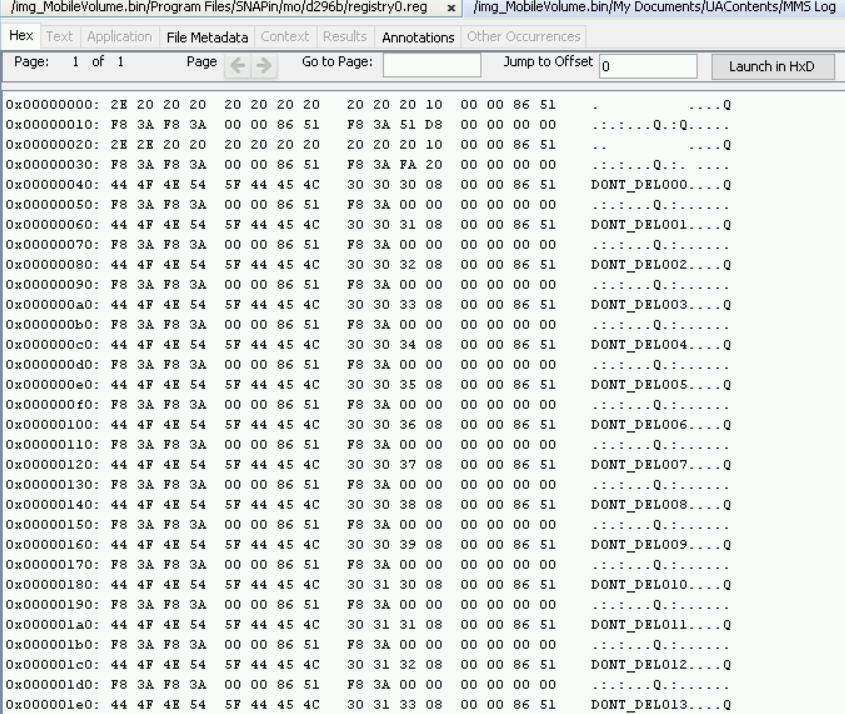 /img_MobileVolume.bin/Program Files/SNAPin/mo/d296b/registry0.reg x /img_MobileVolume.bin/My Documents/UAContents/MMS Log
Hex Text Application File Metadata Context Results Annotations Other Occurrences
Page: 1 of 1 Page Go to Page: Jump to Offset 0 Launch in HxD
0x00000000: 2E 20 20 20 20 20 20 20 20 20 20 10 00 00 86 51 . ....Q
0x00000010: F8 3A F8 3A 00 00 86 51 F8 3A 51 D8 00 00 00 00 .:.:...Q.:Q.....
0x00000020: 2E 2E 20 20 20 20 20 20 20 20 20 10 00 00 86 51 .. ....Q
0x00000030: F8 3A F8 3A 00 00 86 51 F8 3A FA 20 00 00 00 00 .:.:...Q.:. ....
0x00000040: 44 4F 4E 54 5F 44 45 4C 30 30 30 08 00 00 86 51 DONT_DEL000....Q
0x00000050: F8 3A F8 3A 00 00 86 51 F8 3A 00 00 00 00 00 00 .:.:...Q.:......
0x00000060: 44 4F 4E 54 5F 44 45 4C 30 30 31 08 00 00 86 51 DONT_DEL001....Q
0x00000070: F8 3A F8 3A 00 00 86 51 F8 3A 00 00 00 00 00 00 .:.:...Q.:......
0x00000080: 44 4F 4E 54 5F 44 45 4C 30 30 32 08 00 00 86 51 DONT_DEL002....Q
0x00000090: F8 3A F8 3A 00 00 86 51 F8 3A 00 00 00 00 00 00 .:.:...Q.:......
0x000000a0: 44 4F 4E 54 5F 44 45 4C 30 30 33 08 00 00 86 51 DONT_DEL003....Q
0x000000b0: F8 3A F8 3A 00 00 86 51 F8 3A 00 00 00 00 00 00 .:.:...Q.:......
0x000000c0: 44 4F 4E 54 5F 44 45 4C 30 30 34 08 00 00 86 51 DONT_DEL004....Q
0x000000d0: F8 3A F8 3A 00 00 86 51 F8 3A 00 00 00 00 00 00 .:.:...Q.:......
0x000000e0: 44 4F 4E 54 5F 44 45 4C 30 30 35 08 00 00 86 51 DONT_DEL005....Q
0x000000f0: F8 3A F8 3A 00 00 86 51 F8 3A 00 00 00 00 00 00 .:.:...Q.:......
0x00000100: 44 4F 4E 54 5F 44 45 4C 30 30 36 08 00 00 86 51 DONT_DEL006....Q
0x00000110: F8 3A F8 3A 00 00 86 51 F8 3A 00 00 00 00 00 00 .:.:...Q.:......
0x00000120: 44 4F 4E 54 5F 44 45 4C 30 30 37 08 00 00 86 51 DONT_DEL007....Q
0x00000130: F8 3A F8 3A 00 00 86 51 F8 3A 00 00 00 00 00 00 .:.:...Q.:......
0x00000140: 44 4F 4E 54 5F 44 45 4C 30 30 38 08 00 00 86 51 DONT_DEL008....Q
0x00000150: F8 3A F8 3A 00 00 86 51 F8 3A 00 00 00 00 00 00 .:.:...Q.:......
0x00000160: 44 4F 4E 54 5F 44 45 4C 30 30 39 08 00 00 86 51 DONT_DEL009....Q
0x00000170: F8 3A F8 3A 00 00 86 51 F8 3A 00 00 00 00 00 00 .:.:...Q.:......
0x00000180: 44 4F 4E 54 5F 44 45 4C 30 31 30 08 00 00 86 51 DONT_DEL010....Q
0x00000190: F8 3A F8 3A 00 00 86 51 F8 3A 00 00 00 00 00 00 .:.:...Q.:......
0x000001a0: 44 4F 4E 54 5F 44 45 4C 30 31 31 08 00 00 86 51 DONT_DEL011....Q
0x000001b0: F8 3A F8 3A 00 00 86 51 F8 3A 00 00 00 00 00 00 .:.:...Q.:......
0x000001c0: 44 4F 4E 54 5F 44 45 4C 30 31 32 08 00 00 86 51 DONT_DEL012....Q
0x000001d0: F8 3A F8 3A 00 00 86 51 F8 3A 00 00 00 00 00 00 .:.:...Q.:......
0x000001e0: 44 4F 4E 54 5F 44 45 4C 30 31 33 08 00 00 86 51 DONT_DEL013....Q